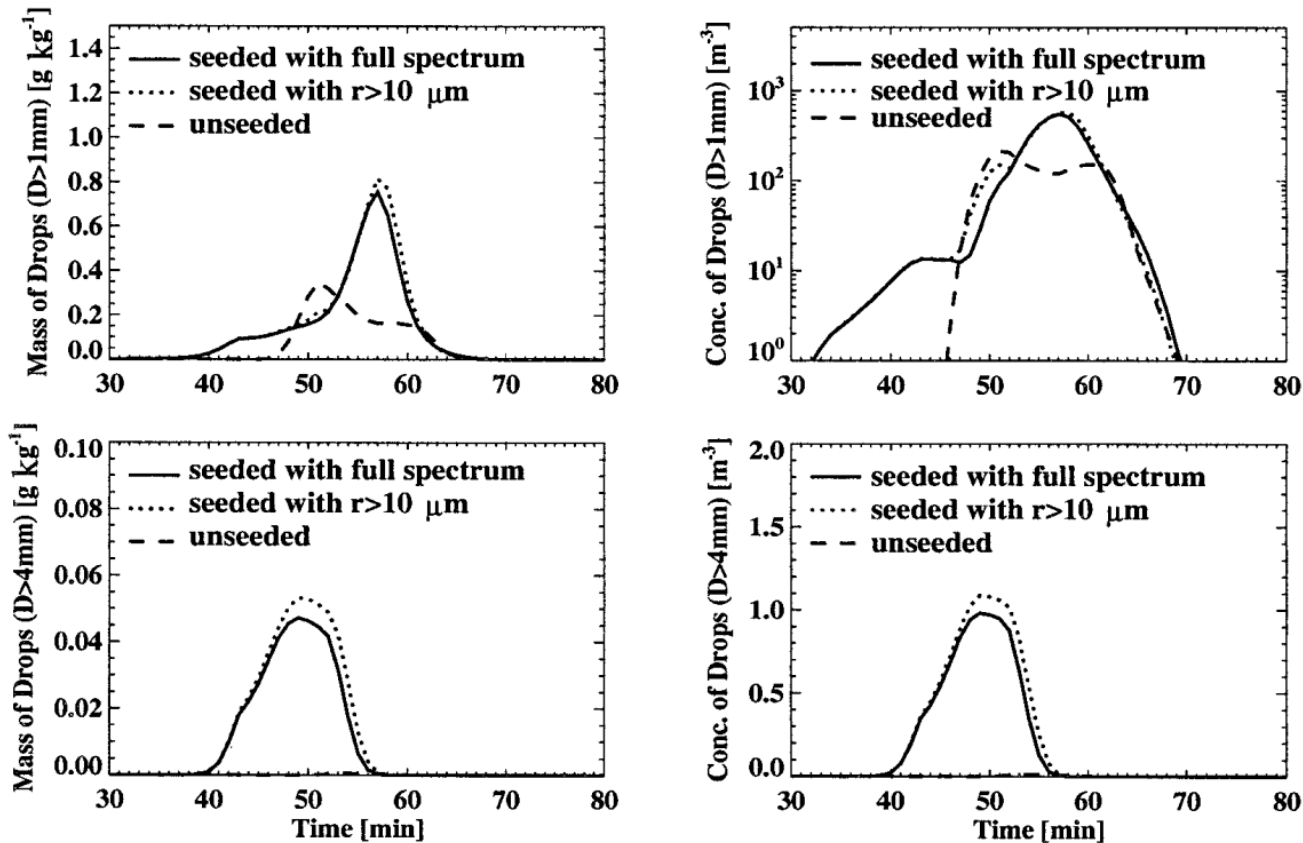 Mass of Drops (D>1mm) [g kg⁻¹]
1.4
1.2
1.0
0.8
0.6
0.4
0.2
0.0
seeded with full spectrum
seeded with r>10 μm
unseeded
30 40 50 60 70 80
Conc. of Drops (D>1mm) [m⁻³]
10³
10²
10¹
10⁰
seeded with full spectrum
seeded with r>10 μm
unseeded
30 40 50 60 70 80
Mass of Drops (D>4mm) [g kg⁻¹]
0.10
0.08
0.06
0.04
0.02
0.00
seeded with full spectrum
seeded with r>10 μm
unseeded
30 40 50 60 70 80
Time [min]
Conc. of Drops (D>4mm) [m⁻³]
2.0
1.5
1.0
0.5
0.0
seeded with full spectrum
seeded with r>10 μm
unseeded
30 40 50 60 70 80
Time [min]